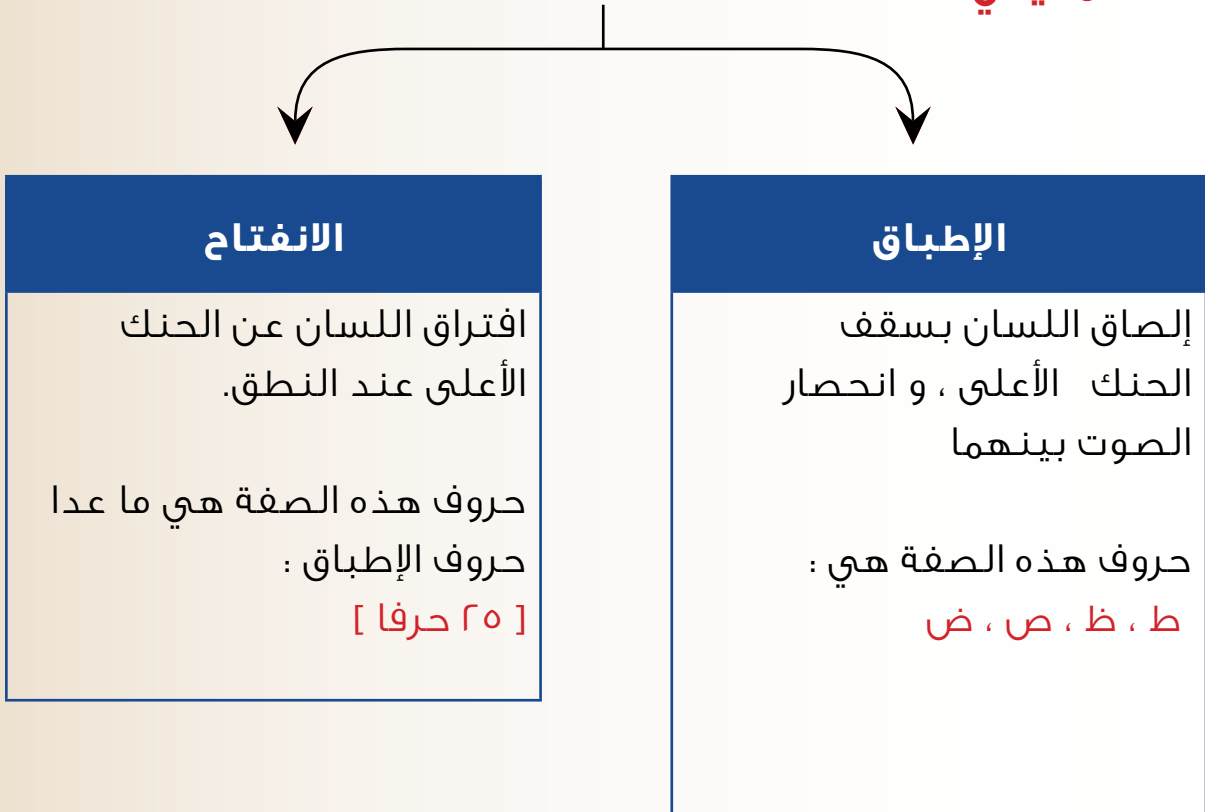 الإطباق
إلصاق اللسان بسقف
الحنك الأعلى ، و انحصار
الصوت بينهما
حروف هذه الصفة هي :
ط ، ظ ، ص ، ض
الانفتاح
افتراق اللسان عن الحنك
الأعلى عند النطق.
حروف هذه الصفة هي ما عدا
حروف الإطباق :
[ ٢٥ حرفا ]